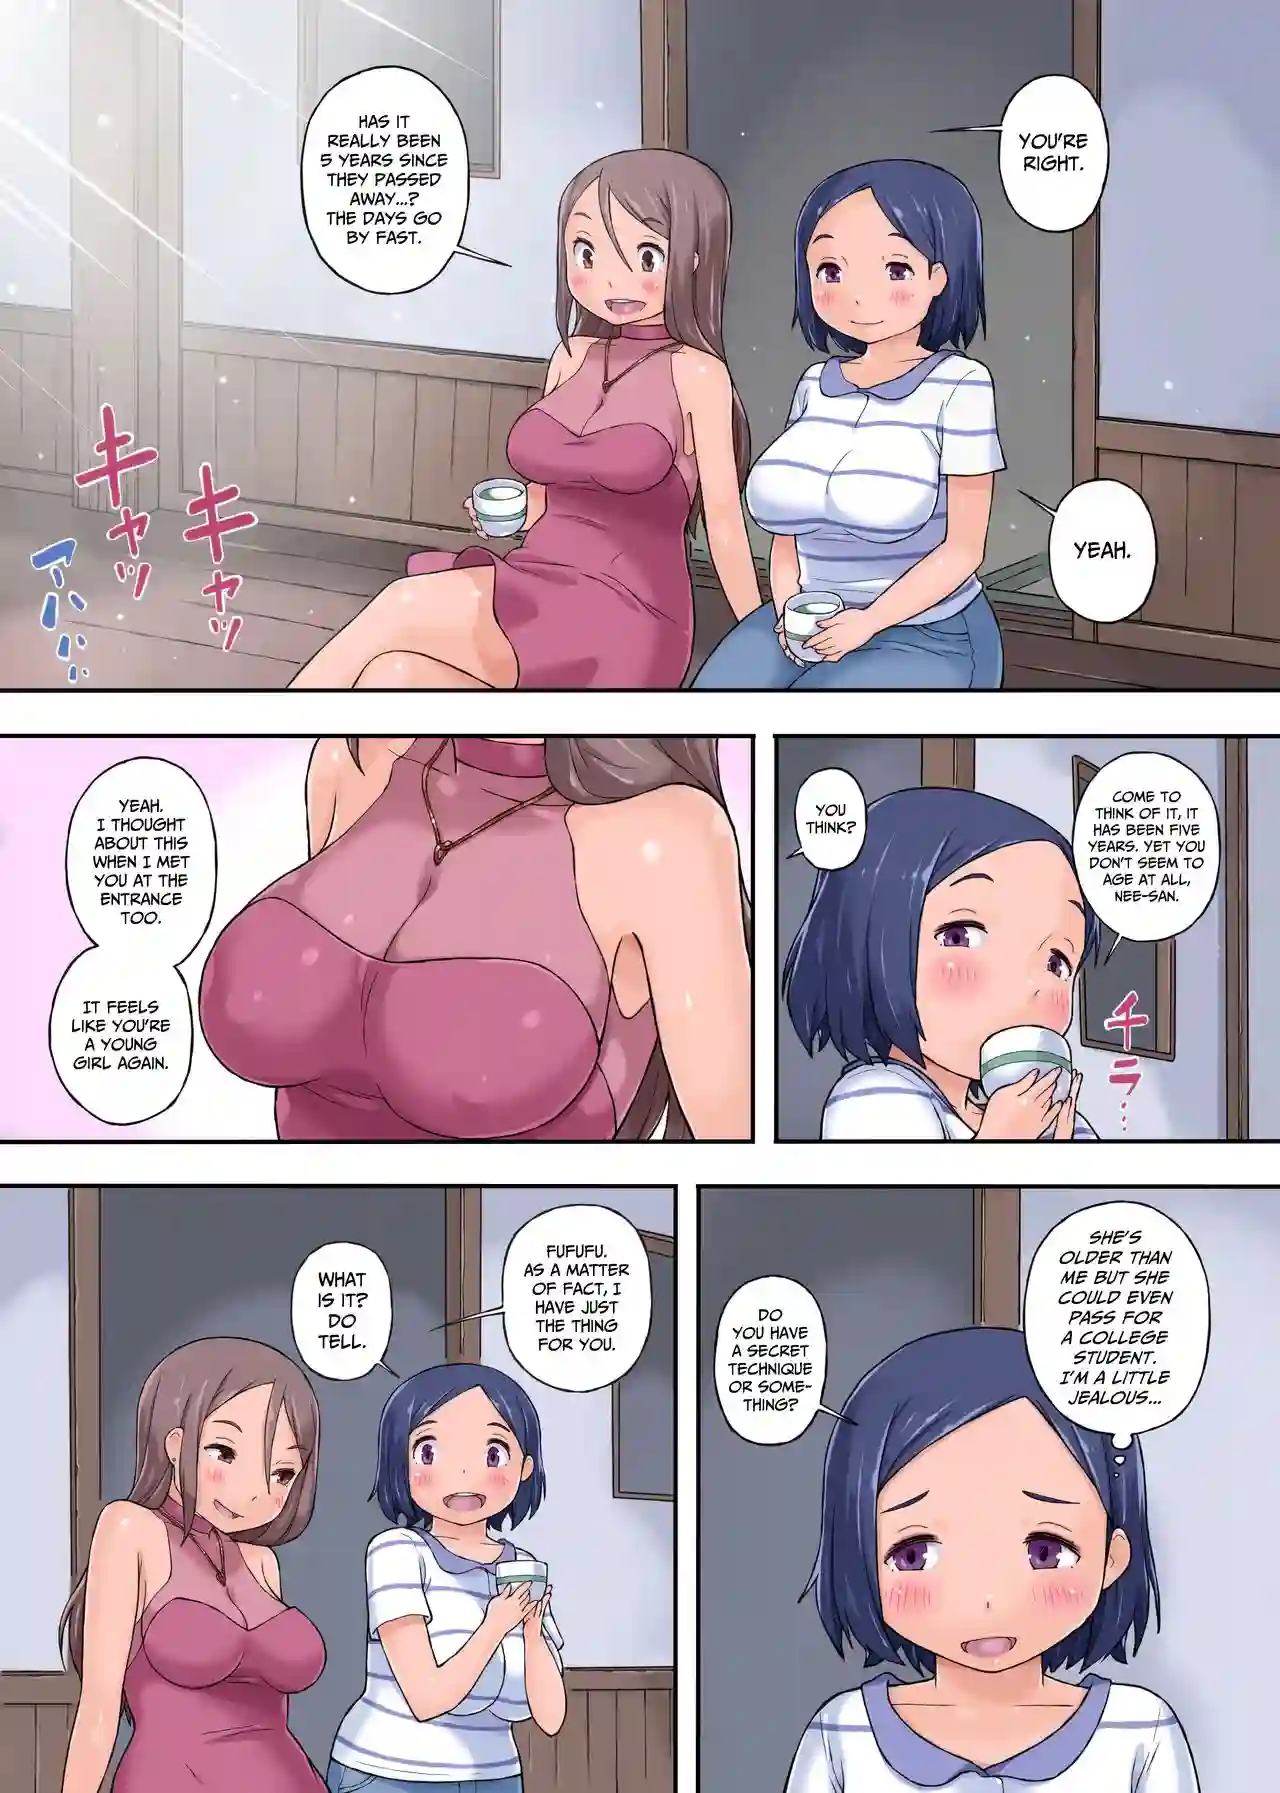 YOU'RE
RIGHT.
HAS IT
REALLY BEEN
5 YEARS SINCE
THEY PASSED
AWAY...?
THE DAYS GO
BY FAST.
YEAH.
キャッ
キャッ
アハハ…
COME TO
THINK OF IT, IT
HAS BEEN FIVE
YEARS. YET YOU
DON'T SEEM TO
AGE AT ALL,
NEE-SAN.
YOU
THINK?
チラ…
YEAH.
I THOUGHT
ABOUT THIS
WHEN I MET
YOU AT THE
ENTRANCE
TOO.
IT FEELS
LIKE YOU'RE
A YOUNG
GIRL AGAIN.
SHE'S
OLDER THAN
ME BUT SHE
COULD EVEN
PASS FOR
A COLLEGE
STUDENT.
I'M A LITTLE
JEALOUS...
DO
YOU HAVE
A SECRET
TECHNIQUE
OR SOME-
THING?
FUFUFU.
AS A MATTER
OF FACT, I
HAVE JUST
THE THING
FOR YOU.
WHAT
IS IT?
DO
TELL.